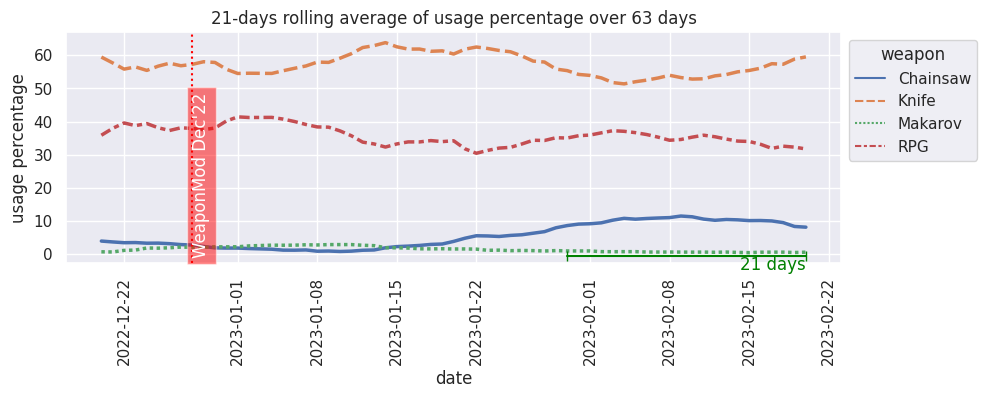 21-days rolling average of usage percentage over 63 days
usage percentage
60
50
40
30
20
10
0
WeaponMod Dec'22
21 days
2022-12-22
2023-01-01
2023-01-08
2023-01-15
2023-01-22
2023-02-01
2023-02-08
2023-02-15
2023-02-22
date
weapon
Chainsaw
Knife
Makarov
RPG